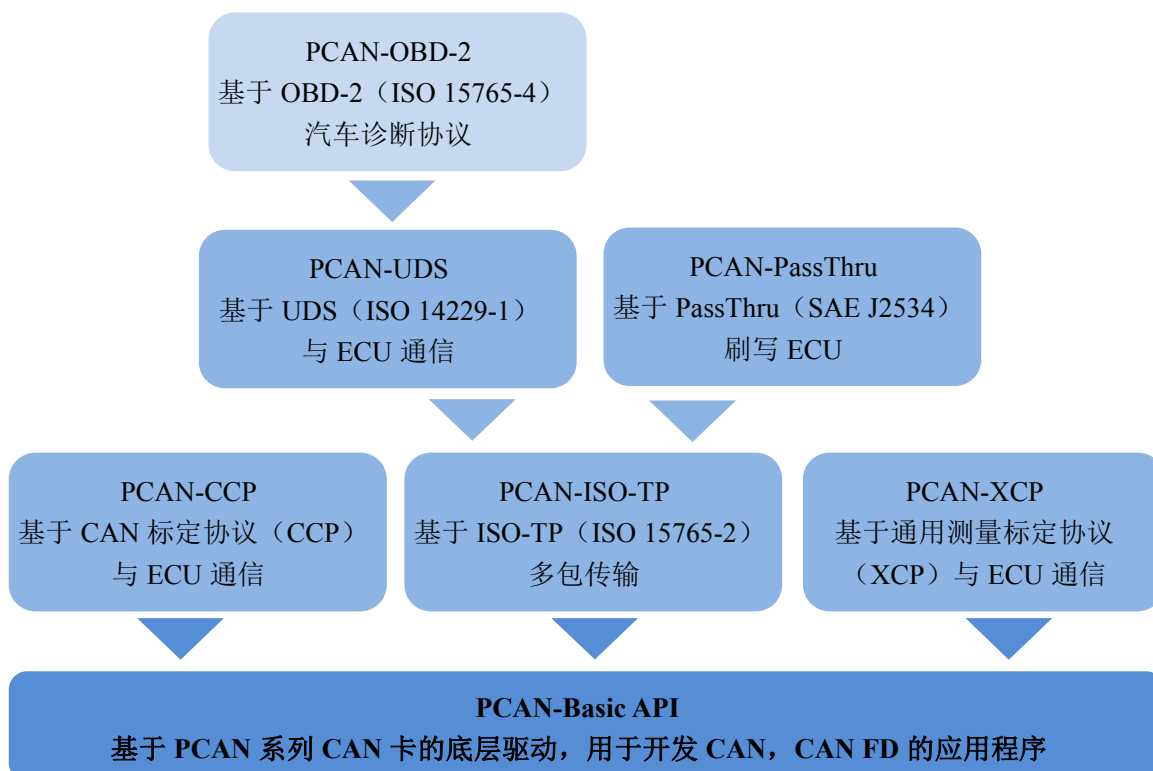 PCAN-OBD-2
基于 OBD-2（ISO 15765-4）
汽车诊断协议
PCAN-UDS
基于 UDS（ISO 14229-1）
与 ECU 通信
PCAN-PassThru
基于 PassThru（SAE J2534）
刷写 ECU
PCAN-CCP
基于 CAN 标定协议（CCP）
与 ECU 通信
PCAN-ISO-TP
基于 ISO-TP（ISO 15765-2）
多包传输
PCAN-XCP
基于通用测量标定协议
（XCP）与 ECU 通信
PCAN-Basic API
基于 PCAN 系列 CAN 卡的底层驱动，用于开发 CAN，CAN FD 的应用程序